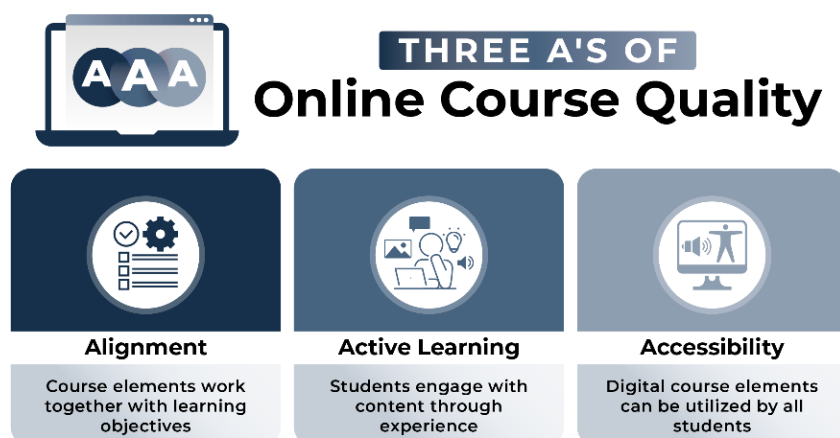 A A A
THREE A'S OF
Online Course Quality
Alignment
Course elements work
together with learning
objectives
Active Learning
Students engage with
content through
experience
Accessibility
Digital course elements
can be utilized by all
students